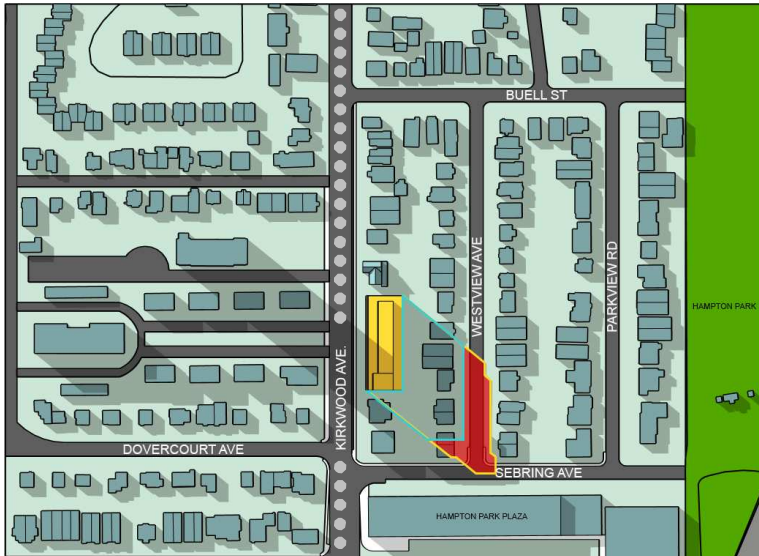 BUELL ST
WESTVIEW AVE
PARKVIEW RD
HAMPTON PARK
KIRKWOOD AVE.
DOVERCOURT AVE
SEBRING AVE
HAMPTON PARK PLAZA